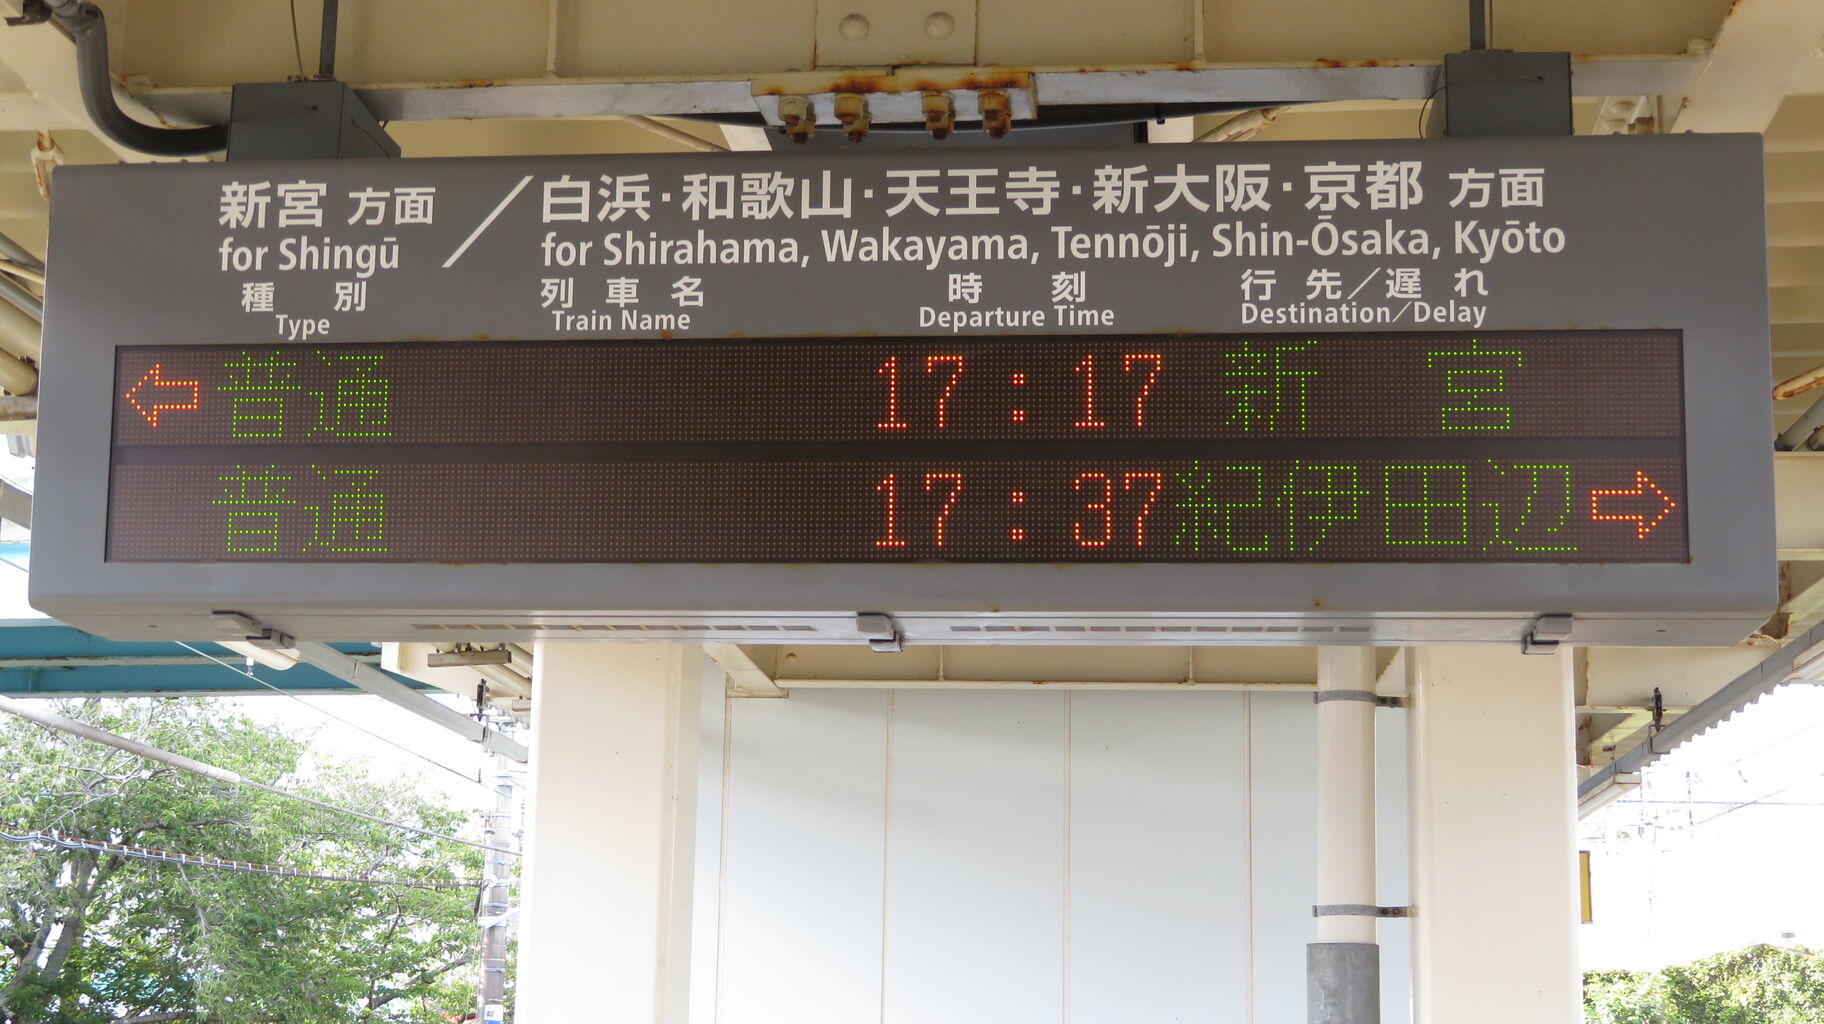 新宮 方面 ／ 白浜・和歌山・天王寺・新大阪・京都 方面
for Shingū for Shirahama, Wakayama, Tennōji, Shin-Ōsaka, Kyōto
種別 列車名 時刻 行先／遅れ
Type Train Name Departure Time Destination/Delay
← 普通 17:17 新宮
普通 17:37 紀伊田辺 →